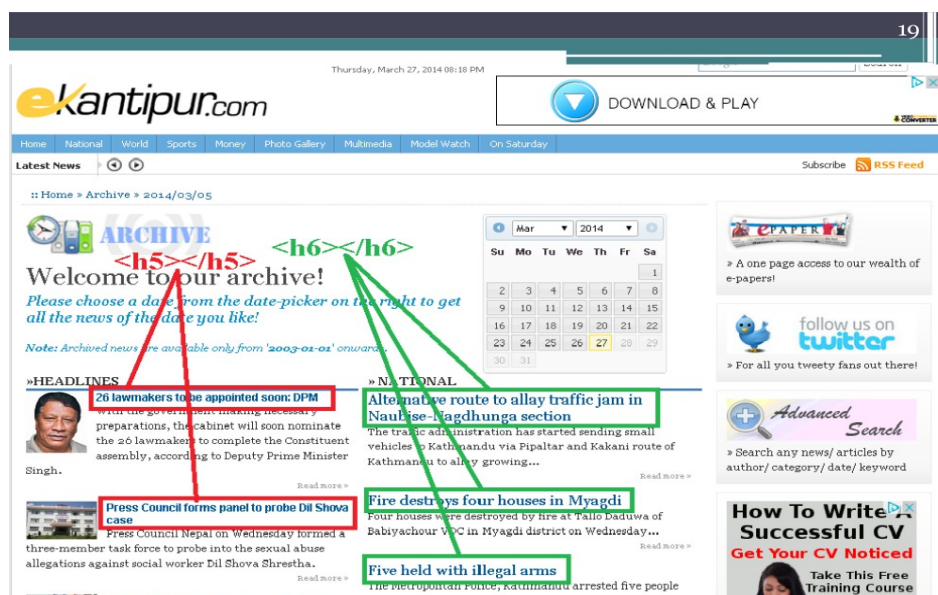 19
Thursday, March 27, 2014 08:18 PM
ekantipur.com
DOWNLOAD & PLAY
CONVERTER
Home National World Sports Money Photo Gallery Multimedia Model Watch On Saturday
Latest News
Subscribe RSS Feed
:: Home » Archive » 2014/03/05
ARCHIVE
<h5></h5>
<h6></h6>
Welcome to our archive!
Please choose a date from the date-picker on the right to get
all the news of the date you like!
Note: Archived news are available only from '2003-01-01' onwards.
Mar 2014
Su Mo Tu We Th Fr Sa
1
2 3 4 5 6 7 8
9 10 11 12 13 14 15
16 17 18 19 20 21 22
23 24 25 26 27 28 29
30 31
»HEADLINES
26 lawmakers to be appointed soon: DPM
With the government making necessary
preparations, the cabinet will soon nominate
the 26 lawmakers to complete the Constituent
assembly, according to Deputy Prime Minister
Singh.
Read more »
Press Council forms panel to probe Dil Shova
case
Press Council Nepal on Wednesday formed a
three-member task force to probe into the sexual abuse
allegations against social worker Dil Shova Shrestha.
Read more »
» NATIONAL
Alternative route to allay traffic jam in
Naubise-Nagdhunga section
The traffic administration has started sending small
vehicles to Kathmandu via Pipaltar and Kakani route of
Kathmandu to allay growing...
Read more »
Fire destroys four houses in Myagdi
Four houses were destroyed by fire at Tallo Daduwa of
Babiyachour VDC in Myagdi district on Wednesday...
Read more »
Five held with illegal arms
The Metropolitan Police, Kathmandu arrested five people
EPAPER
» A one page access to our wealth of
e-papers!
follow us on
twitter
» For all you tweety fans out there!
Advanced
Search
» Search any news/ articles by
author/ category/ date/ keyword
How To Write A
Successful CV
Get Your CV Noticed
Take This Free
Training Course